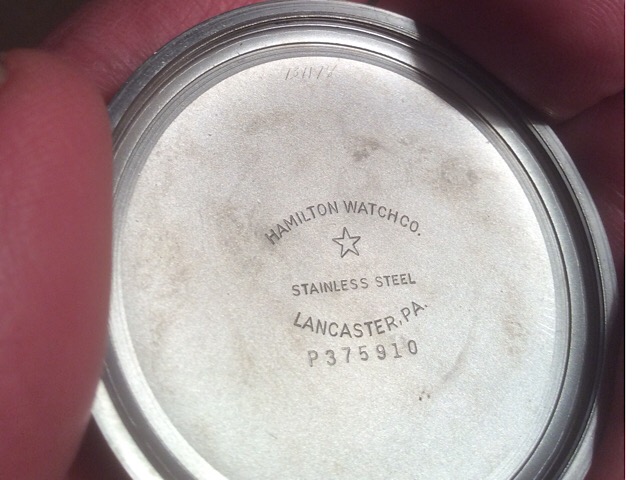 HAMILTON WATCH CO.
STAINLESS STEEL
LANCASTER, PA.
P375910